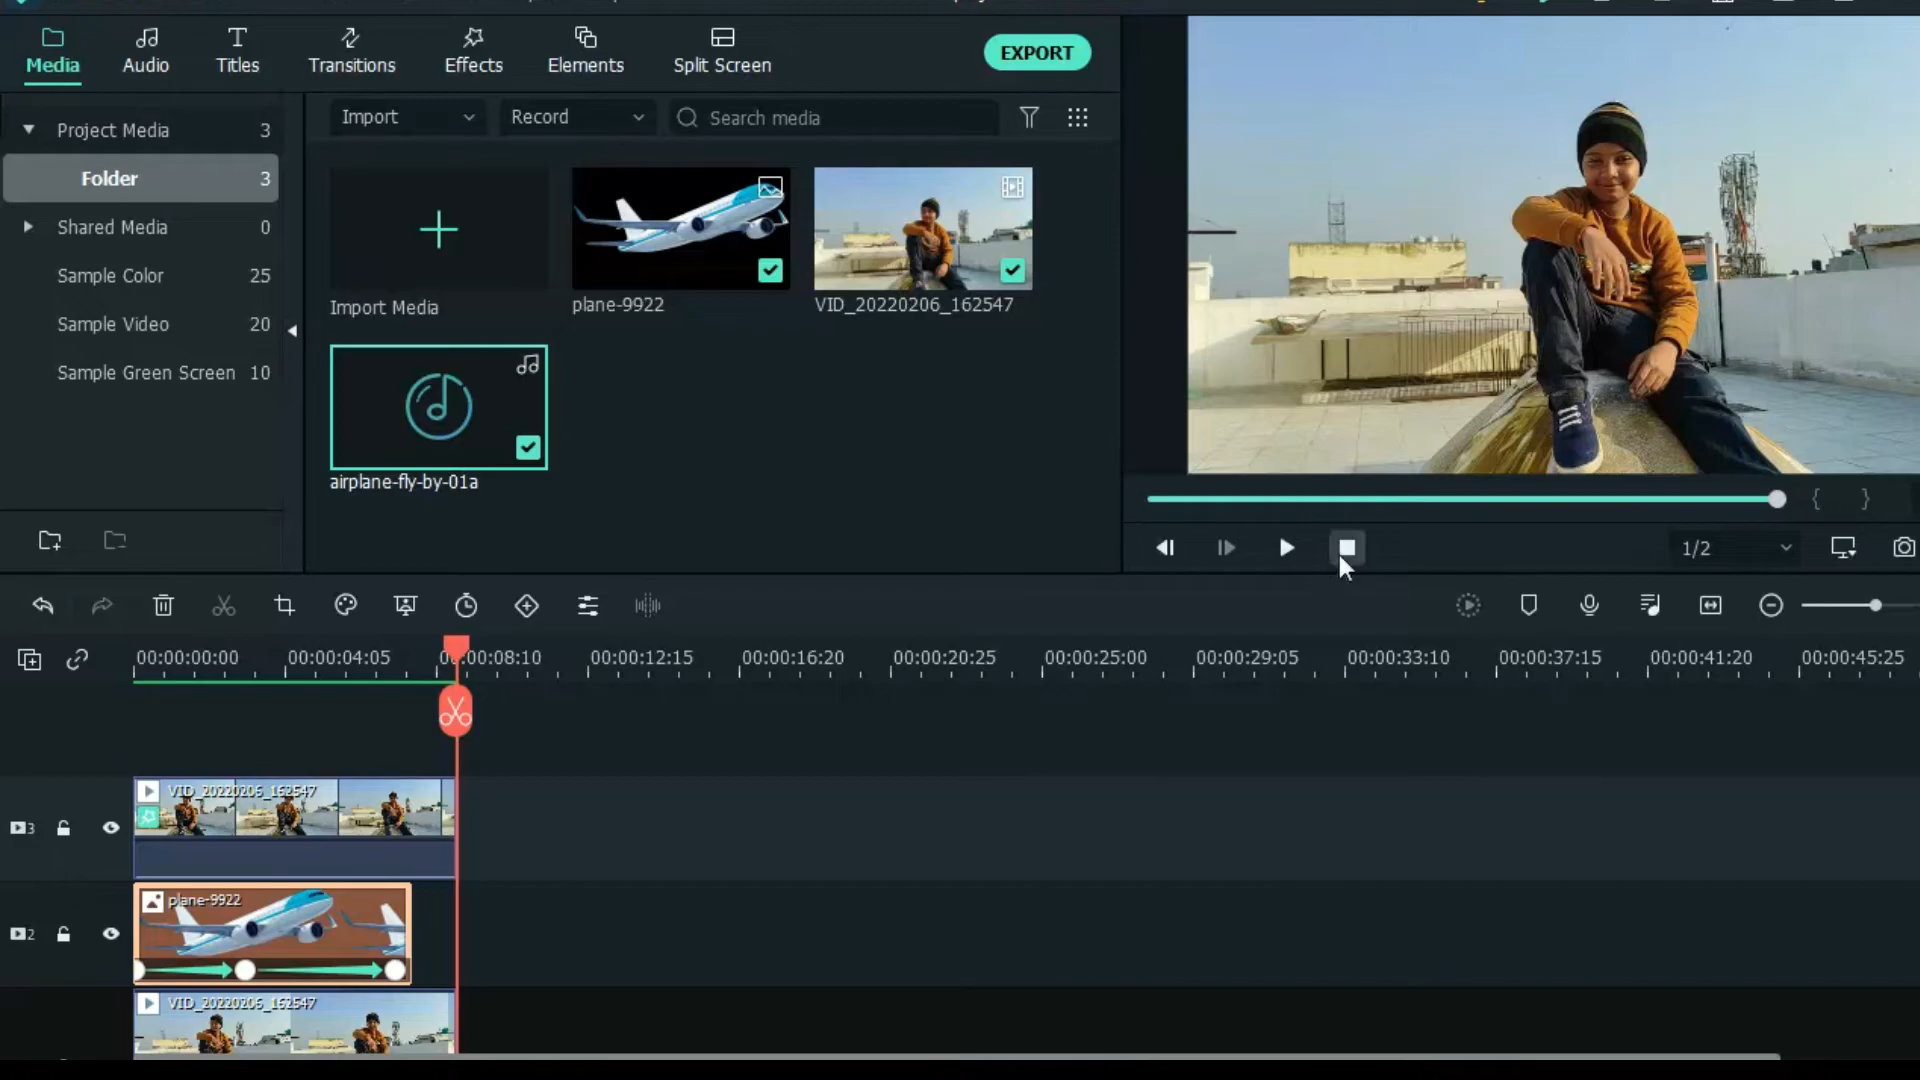 Media
Audio
Titles
Transitions
Effects
Elements
Split Screen
EXPORT
Project Media 3
Folder 3
Shared Media 0
Sample Color 25
Sample Video 20
Sample Green Screen 10
Import
Record
Search media
Import Media
plane-9922
VID_20220206_162547
airplane-fly-by-01a
1/2
00:00:00:00
00:00:04:05
00:00:08:10
00:00:12:15
00:00:16:20
00:00:20:25
00:00:25:00
00:00:29:05
00:00:33:10
00:00:37:15
00:00:41:20
00:00:45:25
3
VID_20220206_162547
2
plane-9922
VID_20220206_162547